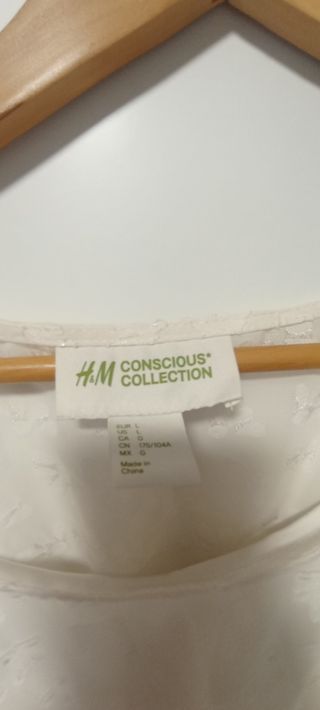 H&M CONSCIOUS*
COLLECTION
EUR L
US L
CA G
CN 175/104A
MX G
Made in
China